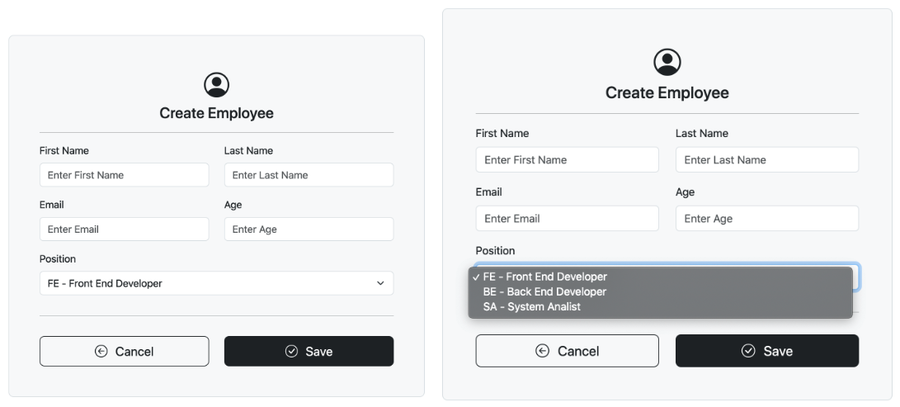 Create Employee
First Name
Last Name
Enter First Name
Enter Last Name
Email
Age
Enter Email
Enter Age
Position
FE - Front End Developer
Cancel
Save
Create Employee
First Name
Last Name
Enter First Name
Enter Last Name
Email
Age
Enter Email
Enter Age
Position
✓ FE - Front End Developer
BE - Back End Developer
SA - System Analist
Cancel
Save